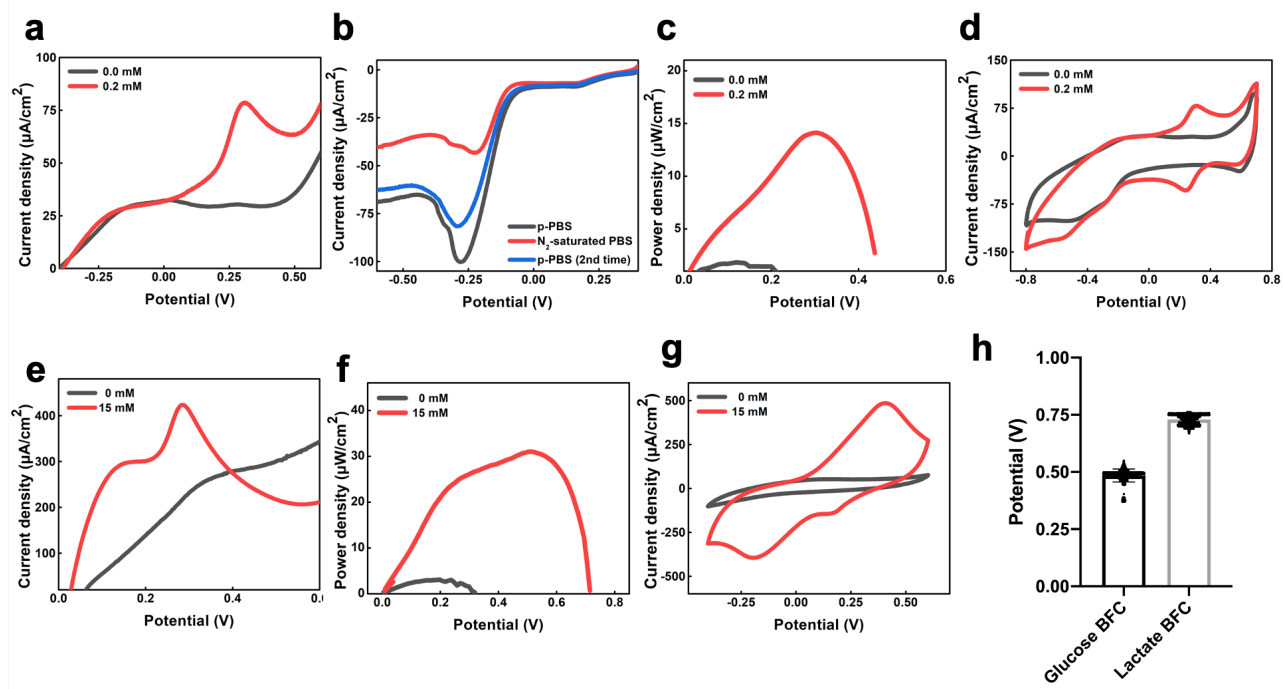 a
100
75
50
25
0
0.0 mM
0.2 mM
-0.25
0.00
0.25
0.50
Potential (V)
Current density (μA/cm²)
b
0
-25
-50
-75
-100
p-PBS
N₂-saturated PBS
p-PBS (2nd time)
-0.50
-0.25
0.00
0.25
Potential (V)
Current density (μA/cm²)
c
20
15
10
5
0.0 mM
0.2 mM
0.0
0.2
0.4
0.6
Potential (V)
Power density (μW/cm²)
d
150
75
0
-75
-150
0.0 mM
0.2 mM
-0.8
-0.4
0.0
0.4
0.8
Potential (V)
Current density (μA/cm²)
e
400
300
200
100
0 mM
15 mM
0.0
0.2
0.4
Potential (V)
Current density (μA/cm²)
f
40
30
20
10
0
0 mM
15 mM
0.0
0.2
0.4
0.6
0.8
Potential (V)
Power density (μW/cm²)
g
500
250
0
-250
-500
0 mM
15 mM
-0.25
0.00
0.25
0.50
Potential (V)
Current density (μA/cm²)
h
1.00
0.75
0.50
0.25
0.00
Potential (V)
Glucose BFC
Lactate BFC